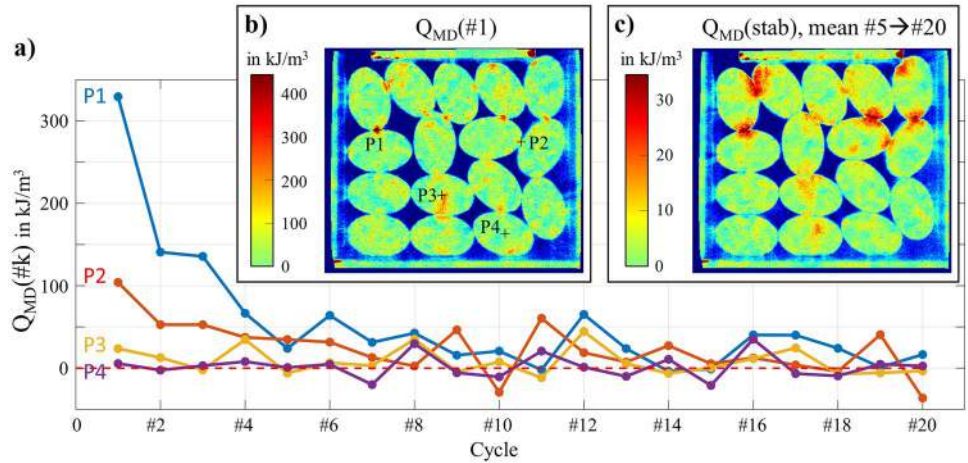 a)
b)
Q_MD(#1)
c)
Q_MD(stab), mean #5→#20
in kJ/m³
400
300
200
100
0
P1
P2
P3
P4
in kJ/m³
30
20
10
0
Q_MD(#k) in kJ/m³
300
200
100
0
P1
P2
P3
P4
0
#2
#4
#6
#8
#10
#12
#14
#16
#18
#20
Cycle